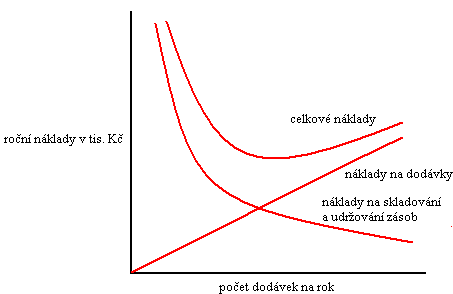 celkové náklady
roční náklady v tis. Kč
náklady na dodávky
náklady na skladování
a udržování zásob
počet dodávek na rok